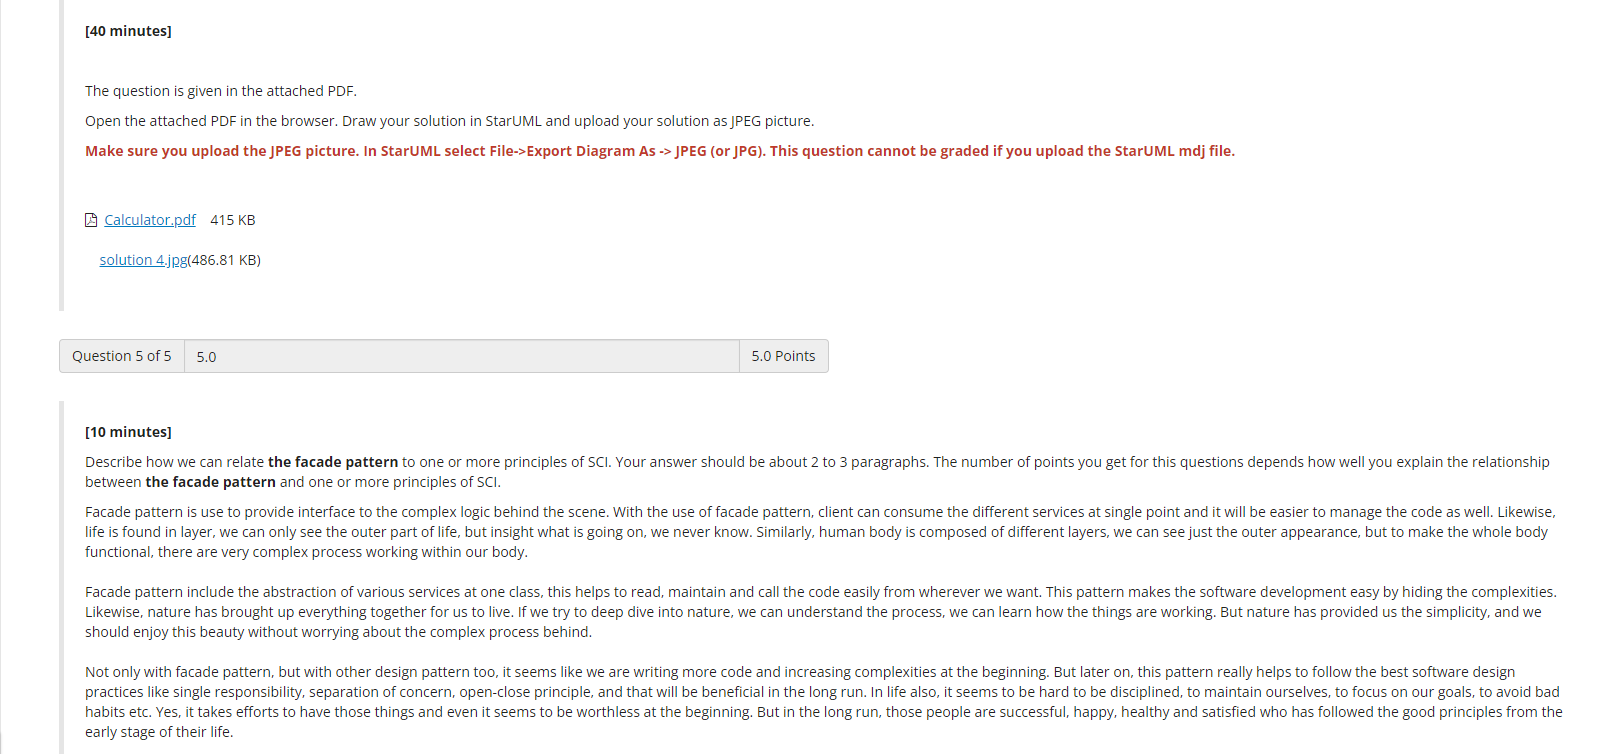 [40 minutes]
The question is given in the attached PDF.
Open the attached PDF in the browser. Draw your solution in StarUML and upload your solution as JPEG picture.
Make sure you upload the JPEG picture. In StarUML select File->Export Diagram As -> JPEG (or JPG). This question cannot be graded if you upload the StarUML mdj file.
Calculator.pdf 415 KB
solution 4.jpg(486.81 KB)
Question 5 of 5 5.0 5.0 Points
[10 minutes]
Describe how we can relate the facade pattern to one or more principles of SCI. Your answer should be about 2 to 3 paragraphs. The number of points you get for this questions depends how well you explain the relationship
between the facade pattern and one or more principles of SCI.
Facade pattern is use to provide interface to the complex logic behind the scene. With the use of facade pattern, client can consume the different services at single point and it will be easier to manage the code as well. Likewise,
life is found in layer, we can only see the outer part of life, but insight what is going on, we never know. Similarly, human body is composed of different layers, we can see just the outer appearance, but to make the whole body
functional, there are very complex process working within our body.
Facade pattern include the abstraction of various services at one class, this helps to read, maintain and call the code easily from wherever we want. This pattern makes the software development easy by hiding the complexities.
Likewise, nature has brought up everything together for us to live. If we try to deep dive into nature, we can understand the process, we can learn how the things are working. But nature has provided us the simplicity, and we
should enjoy this beauty without worrying about the complex process behind.
Not only with facade pattern, but with other design pattern too, it seems like we are writing more code and increasing complexities at the beginning. But later on, this pattern really helps to follow the best software design
practices like single responsibility, separation of concern, open-close principle, and that will be beneficial in the long run. In life also, it seems to be hard to be disciplined, to maintain ourselves, to focus on our goals, to avoid bad
habits etc. Yes, it takes efforts to have those things and even it seems to be worthless at the beginning. But in the long run, those people are successful, happy, healthy and satisfied who has followed the good principles from the
early stage of their life.